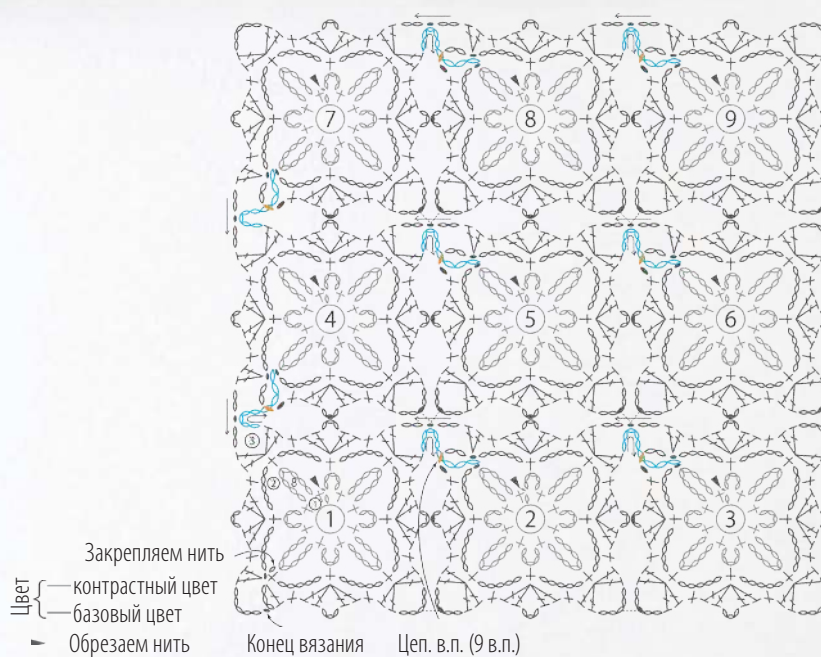 7 8 9
4 5 6
③
② 8
①
1 2 3
Закрепляем нить
Цвет
контрастный цвет
базовый цвет
Обрезаем нить Конец вязания Цеп. в.п. (9 в.п.)